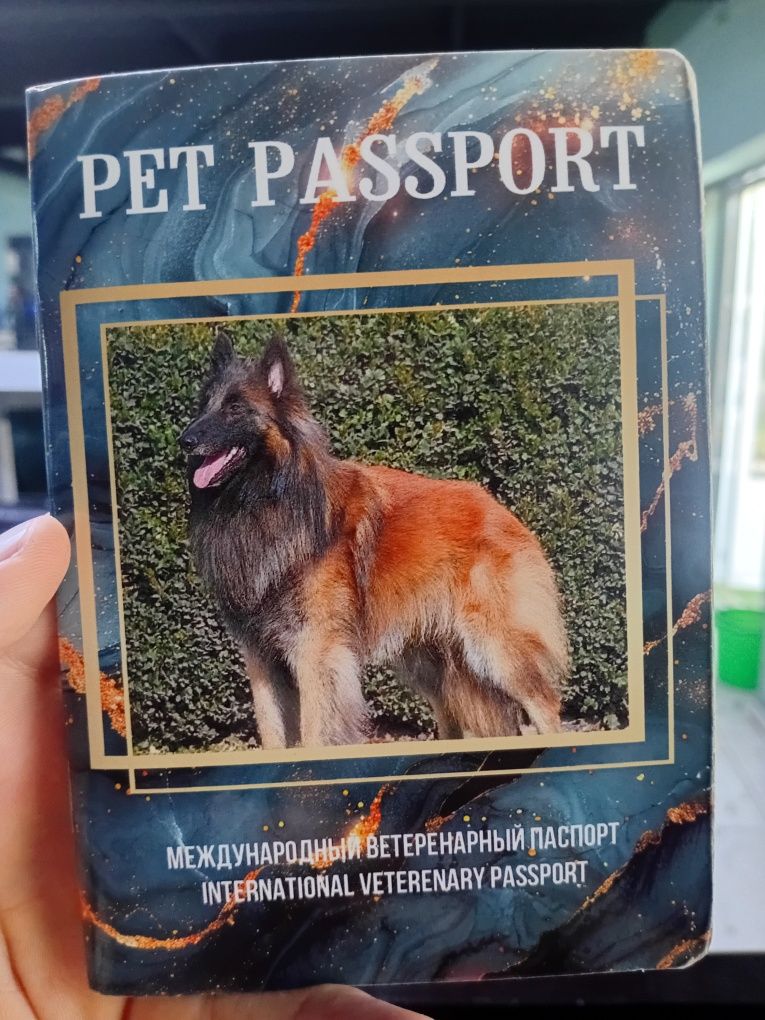 PET PASSPORT
МЕЖДУНАРОДНЫЙ ВЕТЕРЕНАРНЫЙ ПАСПОРТ
INTERNATIONAL VETERENARY PASSPORT